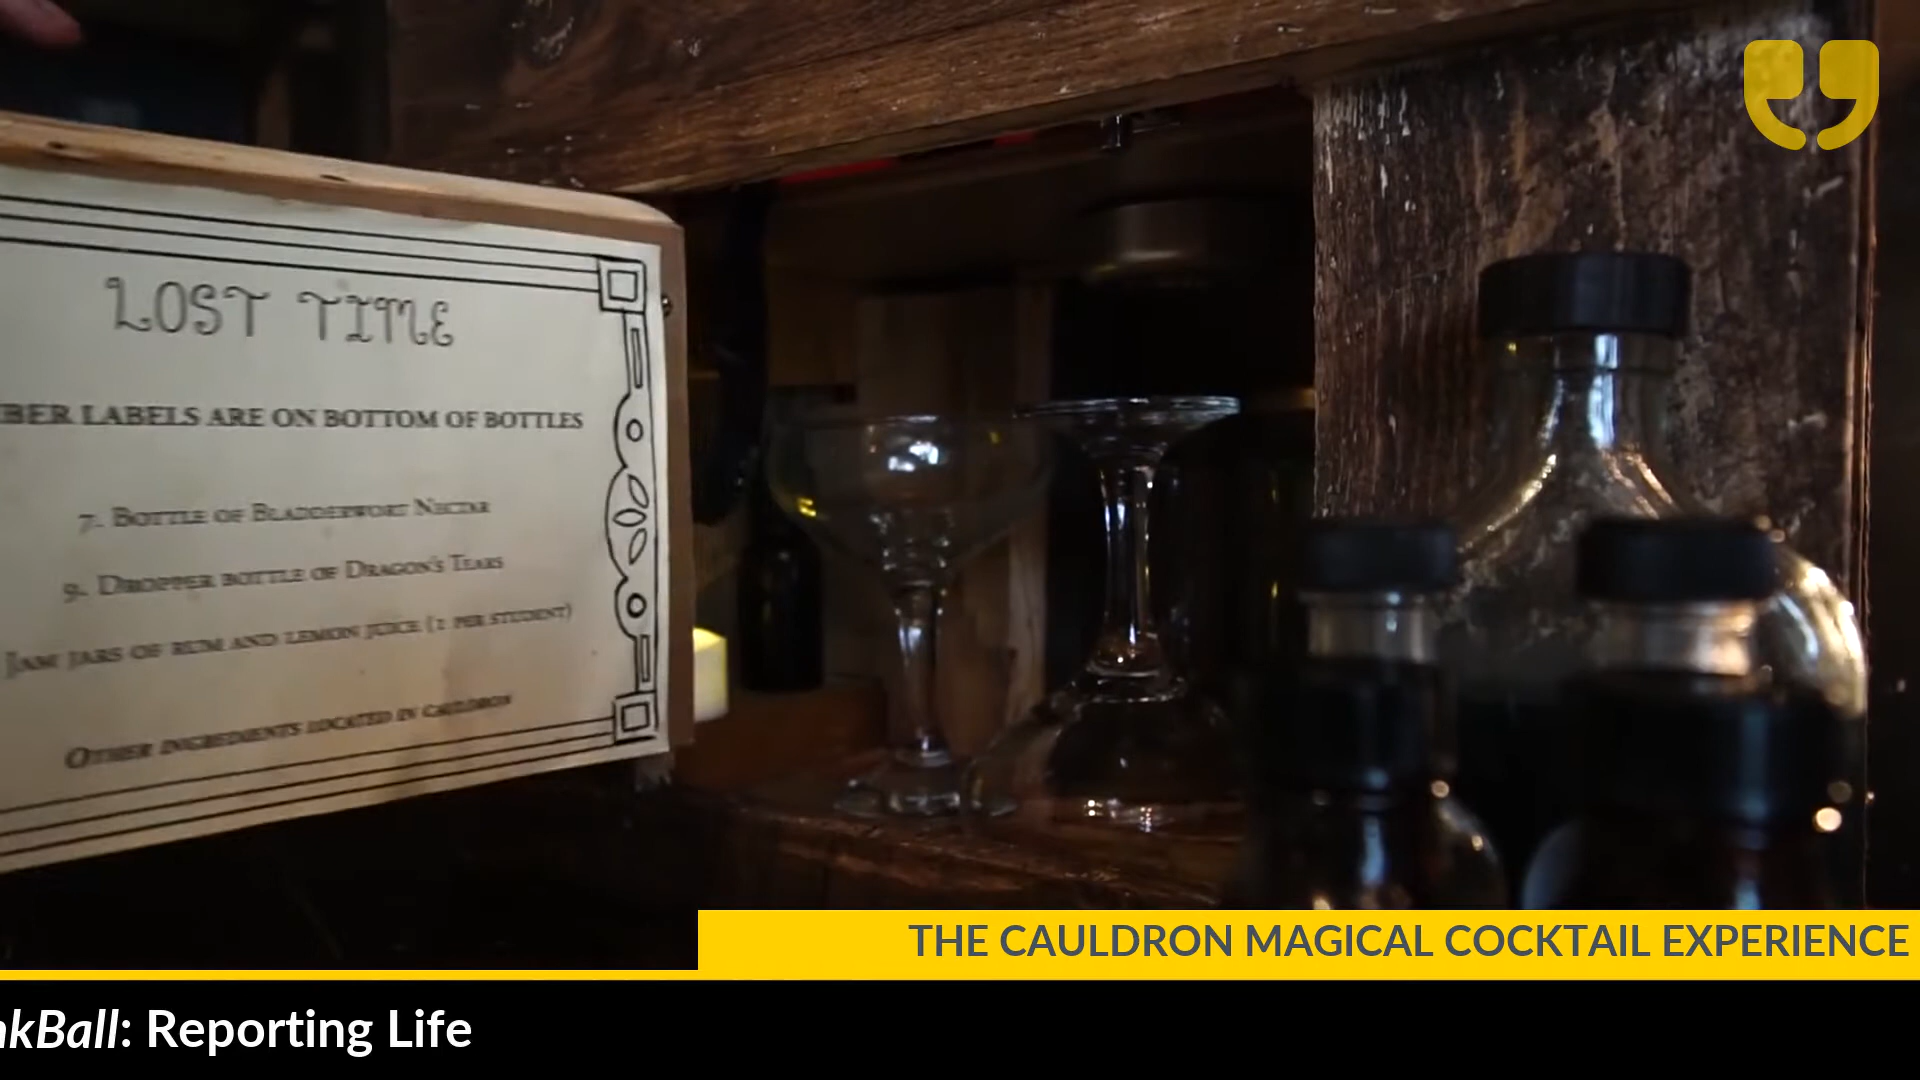 LOST TIME
BER LABELS ARE ON BOTTOM OF BOTTLES
7. BOTTLE OF BLADDERWORT NECTAR
9. DROPPER BOTTLE OF DRAGON'S TEARS
JAM JARS OF RUM AND LEMON JUICE (2 PER STUDENT)
OTHER INGREDIENTS LOCATED IN CAULDRON
THE CAULDRON MAGICAL COCKTAIL EXPERIENCE
nkBall: Reporting Life